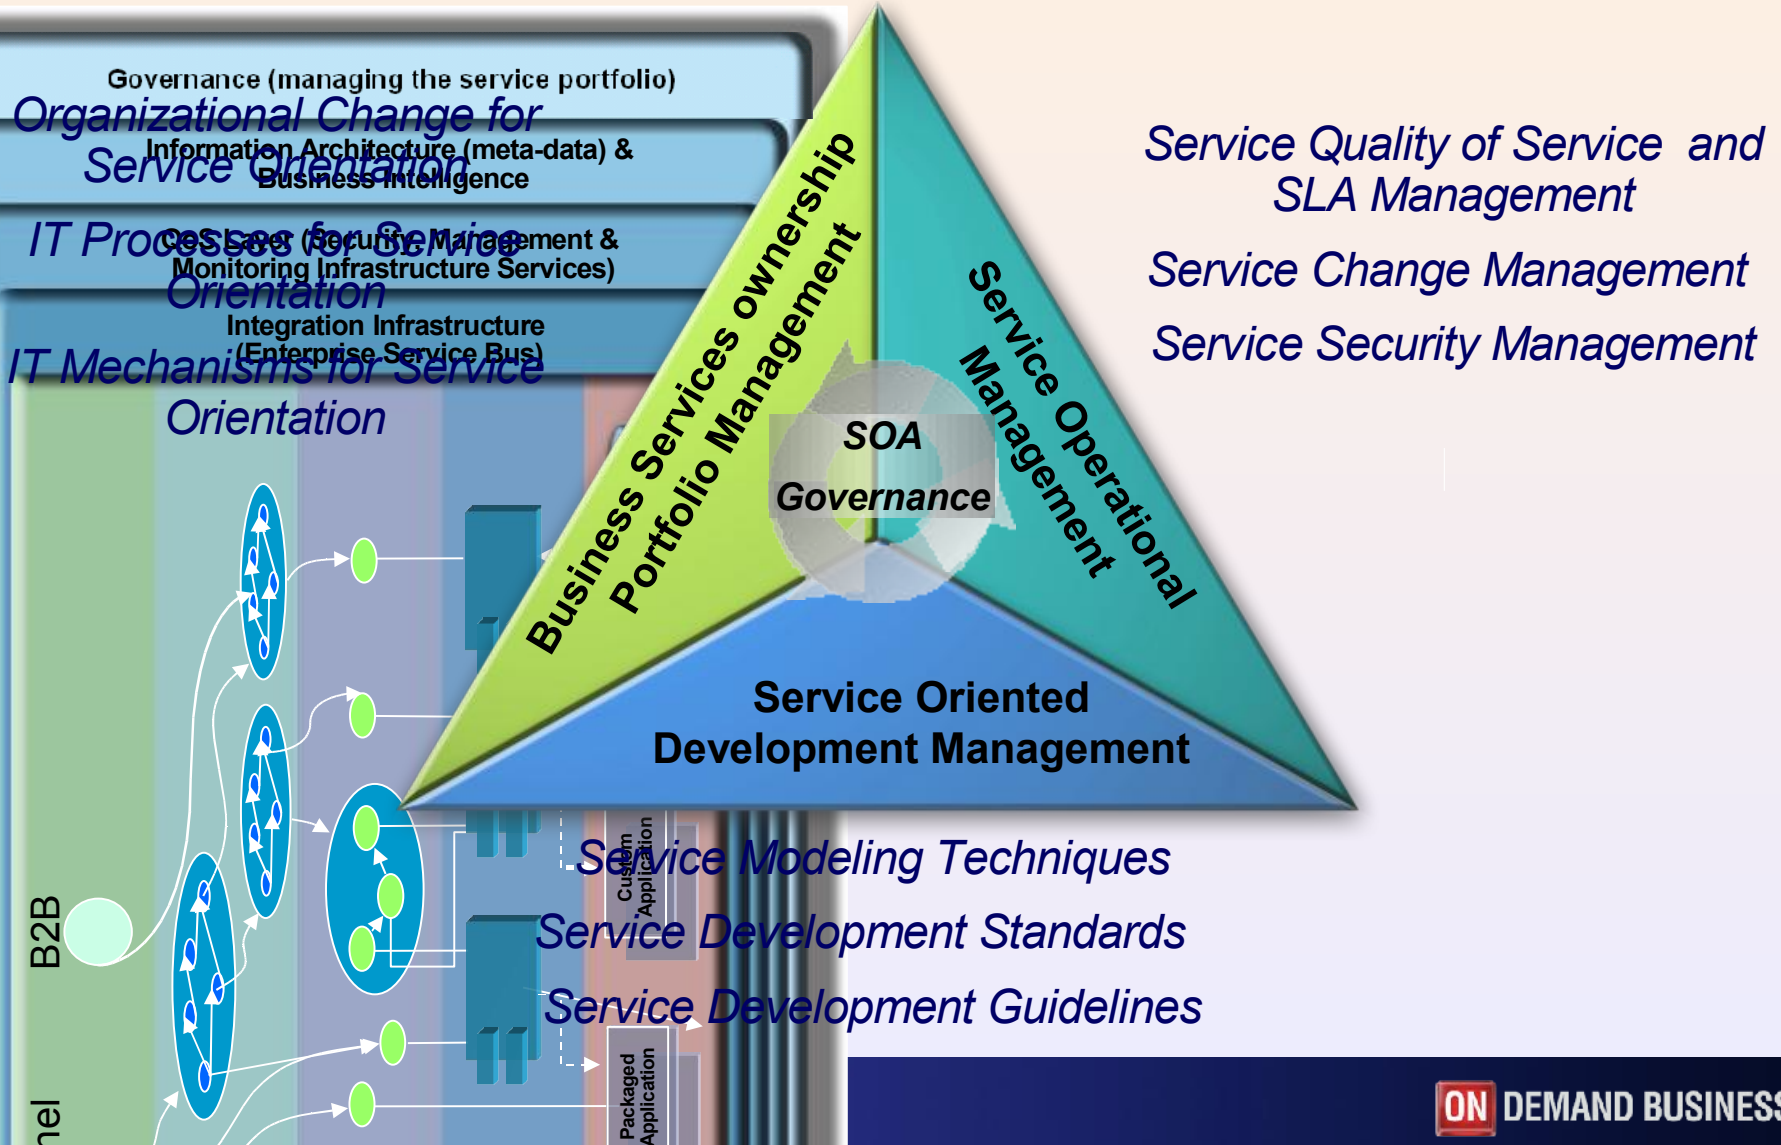 Governance (managing the service portfolio)
Organizational Change for
Service Orientation
Information Architecture (meta-data) &
Business Intelligence
IT Processes for Service
Orientation
QoS Layer (Security, Management &
Monitoring Infrastructure Services)
Integration Infrastructure
(Enterprise Service Bus)
IT Mechanisms for Service
Orientation
Business Services ownership
Portfolio Management
SOA
Governance
Service Operational
Management
Service Oriented
Development Management
Service Quality of Service and
SLA Management
Service Change Management
Service Security Management
Service Modeling Techniques
Service Development Standards
Service Development Guidelines
Custom
Application
Packaged
Application
B2B
nel
ON DEMAND BUSINESS